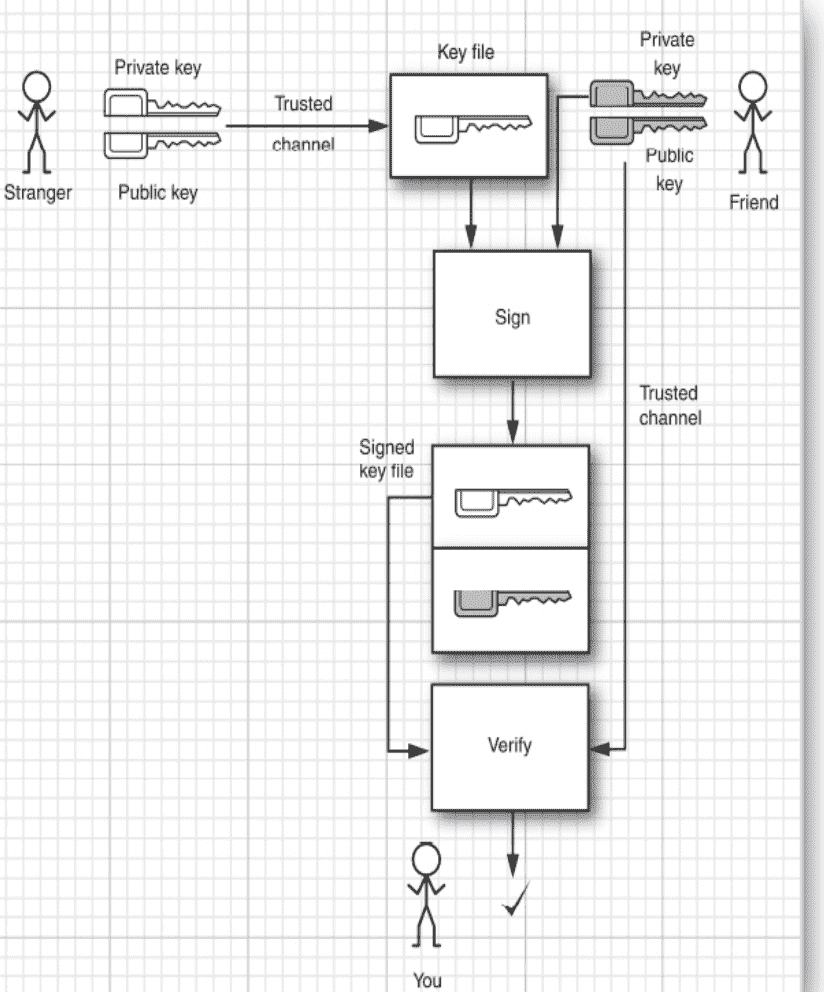 Private key
Trusted
channel
Stranger
Public key
Key file
Private
key
Public
key
Friend
Sign
Trusted
channel
Signed
key file
Verify
You